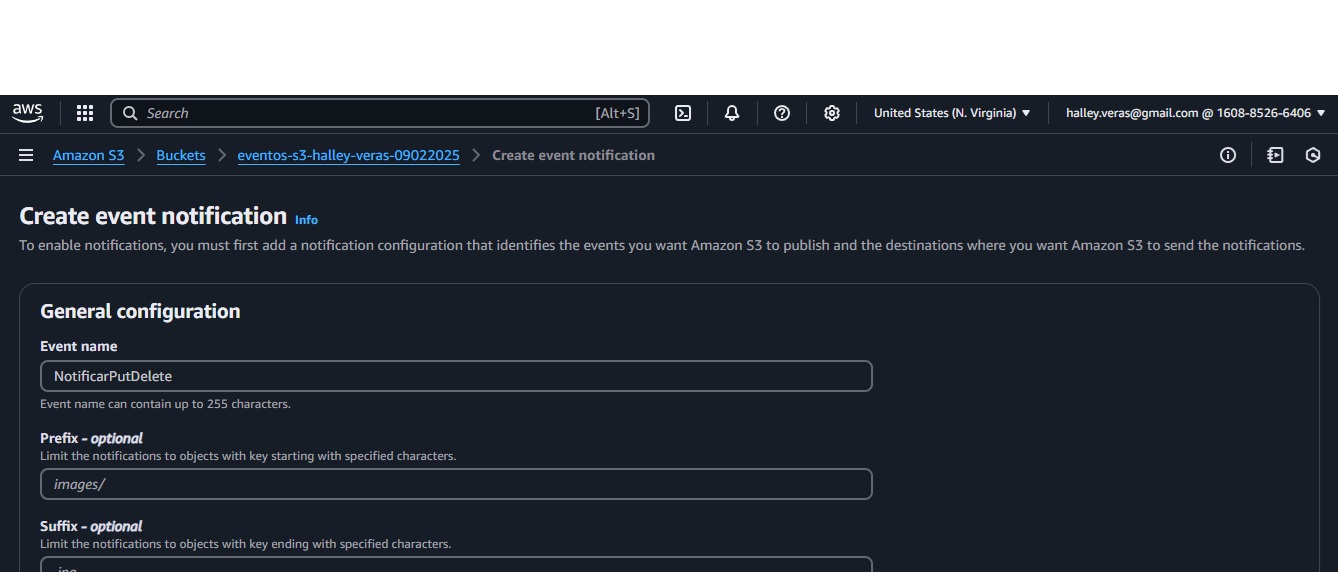 aws
Search [Alt+S]
United States (N. Virginia)
halley.veras@gmail.com @ 1608-8526-6406
Amazon S3 > Buckets > eventos-s3-halley-veras-09022025 > Create event notification
Create event notification Info
To enable notifications, you must first add a notification configuration that identifies the events you want Amazon S3 to publish and the destinations where you want Amazon S3 to send the notifications.
General configuration
Event name
NotificarPutDelete
Event name can contain up to 255 characters.
Prefix - optional
Limit the notifications to objects with key starting with specified characters.
images/
Suffix - optional
Limit the notifications to objects with key ending with specified characters.